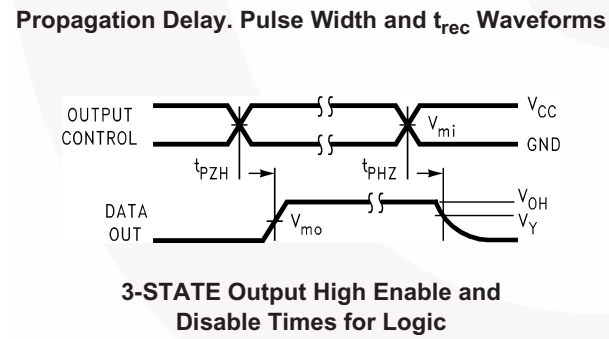 Propagation Delay. Pulse Width and trec Waveforms
OUTPUT
CONTROL
VCC
Vmi
GND
tPZH
tPHZ
DATA
OUT
Vmo
VOH
VY
3-STATE Output High Enable and
Disable Times for Logic